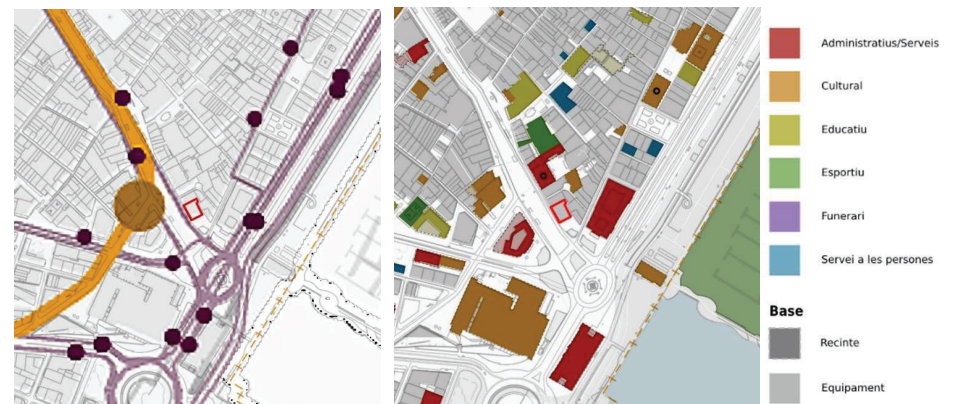 Administratius/Serveis
Cultural
Educatiu
Esportiu
Funerari
Servei a les persones
Base
Recinte
Equipament